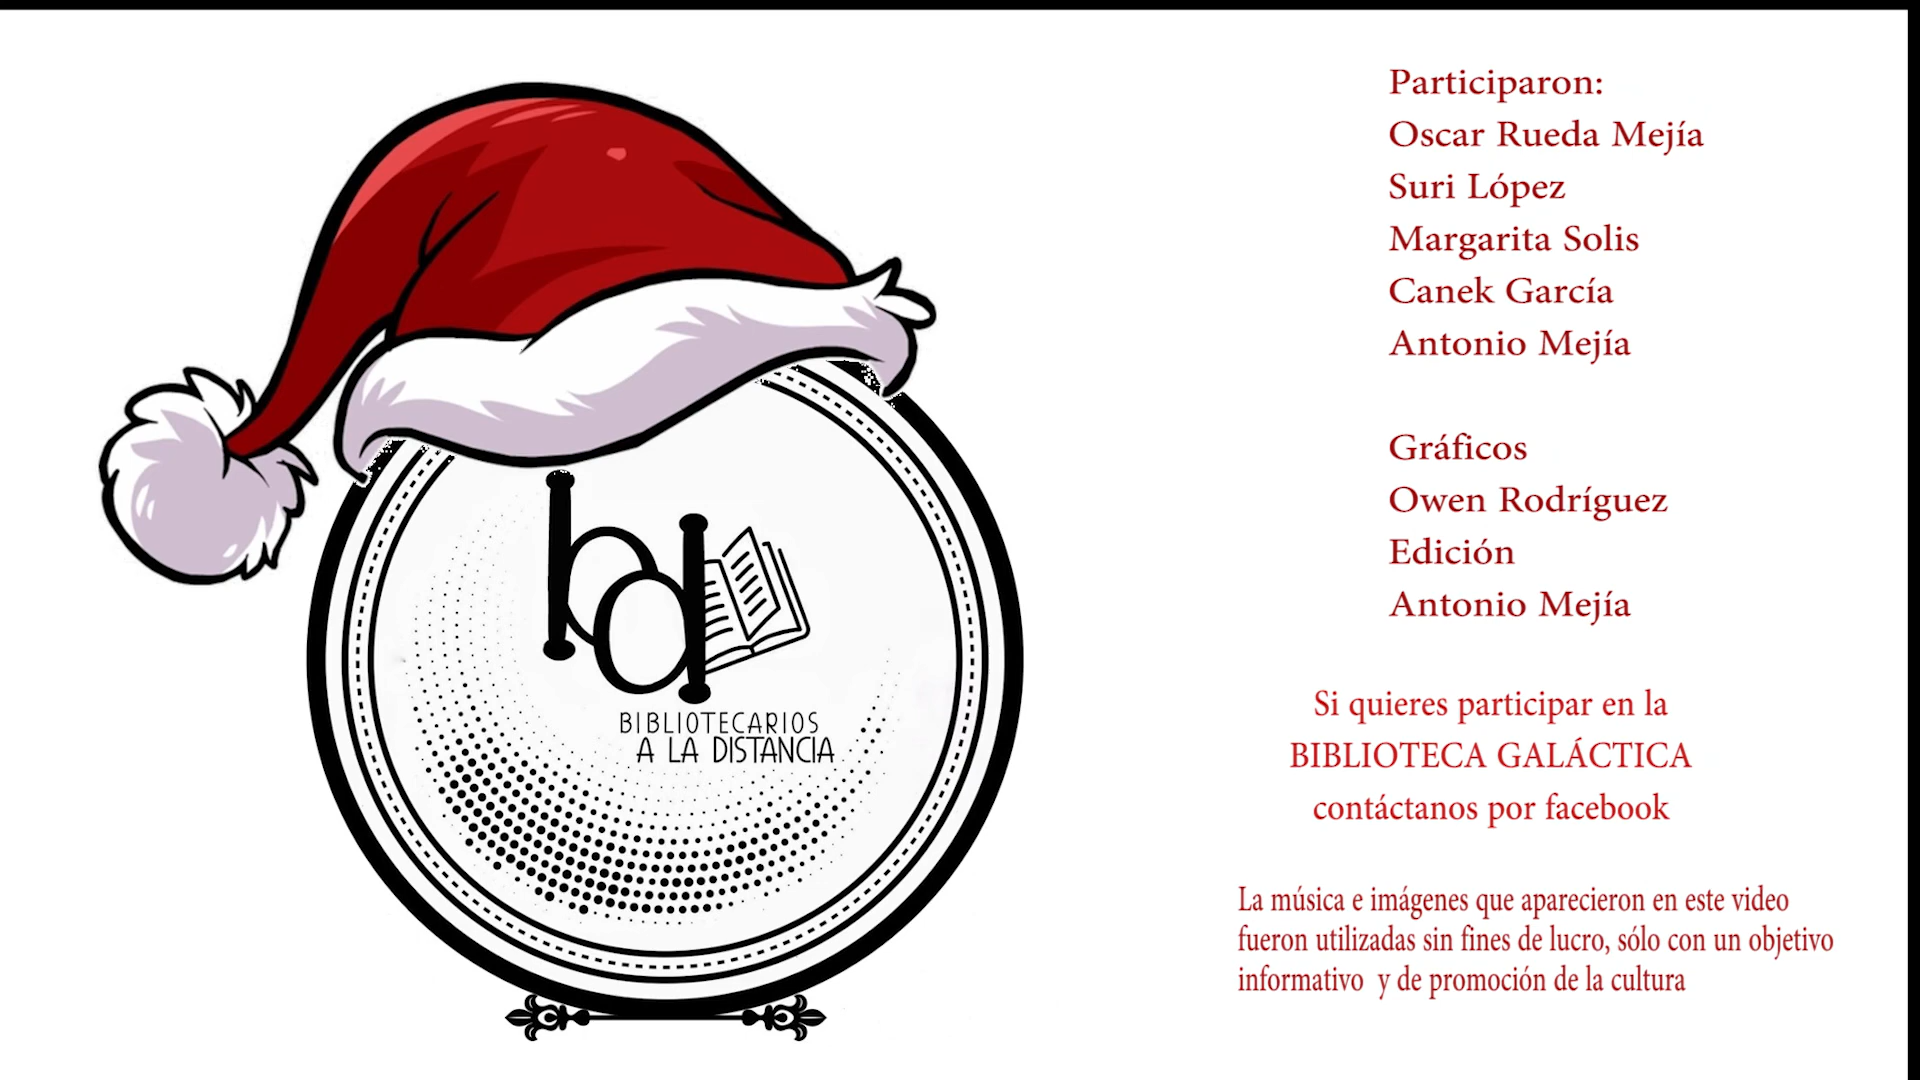 bd
BIBLIOTECARIOS
A LA DISTANCIA
Participaron:
Oscar Rueda Mejía
Suri López
Margarita Solis
Canek García
Antonio Mejía
Gráficos
Owen Rodríguez
Edición
Antonio Mejía
Si quieres participar en la
BIBLIOTECA GALÁCTICA
contáctanos por facebook
La música e imágenes que aparecieron en este video
fueron utilizadas sin fines de lucro, sólo con un objetivo
informativo y de promoción de la cultura